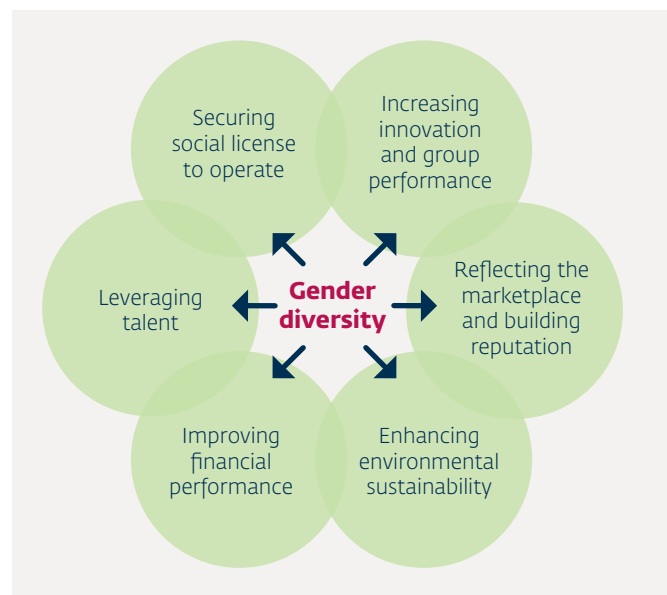 Securing
social license
to operate
Increasing
innovation
and group
performance
Leveraging
talent
Gender
diversity
Reflecting the
marketplace
and building
reputation
Improving
financial
performance
Enhancing
environmental
sustainability